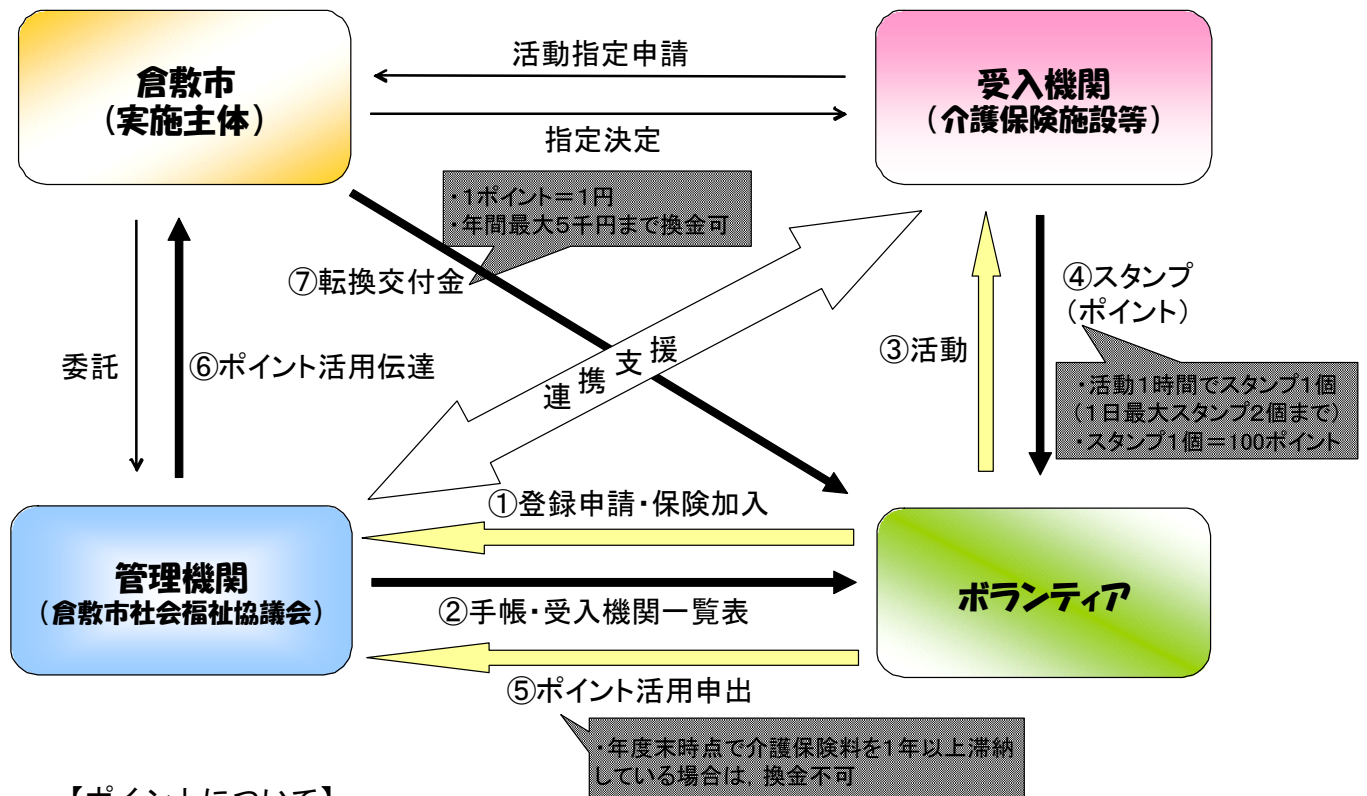 倉敷市
(実施主体)
活動指定申請
指定決定
受入機関
(介護保険施設等)
・1ポイント=1円
・年間最大5千円まで換金可
⑦転換交付金
④スタンプ
(ポイント)
③活動
連携支援
委託
⑥ポイント活用伝達
・活動1時間でスタンプ1個
(1日最大スタンプ2個まで)
・スタンプ1個=100ポイント
①登録申請・保険加入
管理機関
(倉敷市社会福祉協議会)
②手帳・受入機関一覧表
ボランティア
⑤ポイント活用申出
・年度末時点で介護保険料を1年以上滞納
している場合は,換金不可
【ポイントについて】